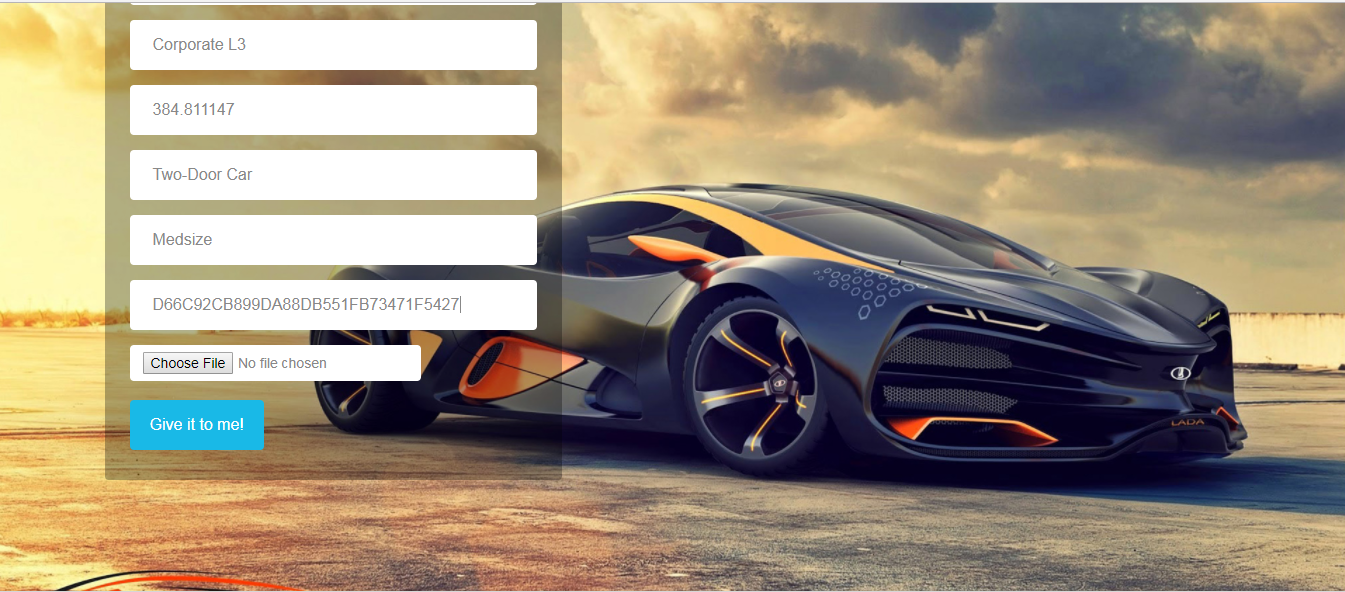 Corporate L3
384.811147
Two-Door Car
Medsize
D66C92CB899DA88DB551FB73471F5427
Choose File No file chosen
Give it to me!
LADA